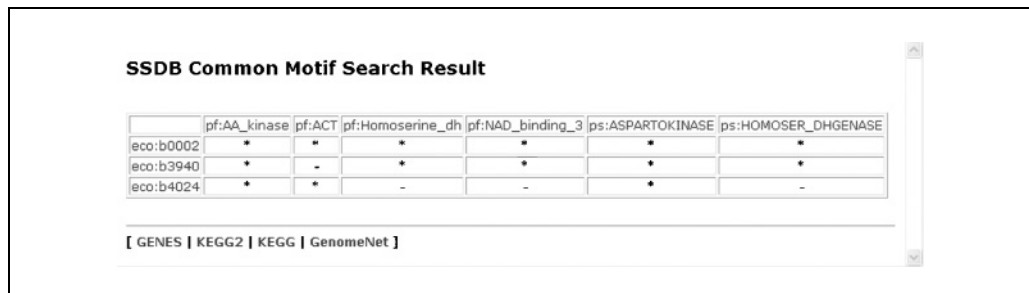 SSDB Common Motif Search Result
pf:AA_kinase pf:ACT pf:Homoserine_dh pf:NAD_binding_3 ps:ASPARTOKINASE ps:HOMOSER_DHGENASE
eco:b0002 * * * * * *
eco:b3940 * - * * * *
eco:b4024 * * - - * -
[ GENES | KEGG2 | KEGG | GenomeNet ]